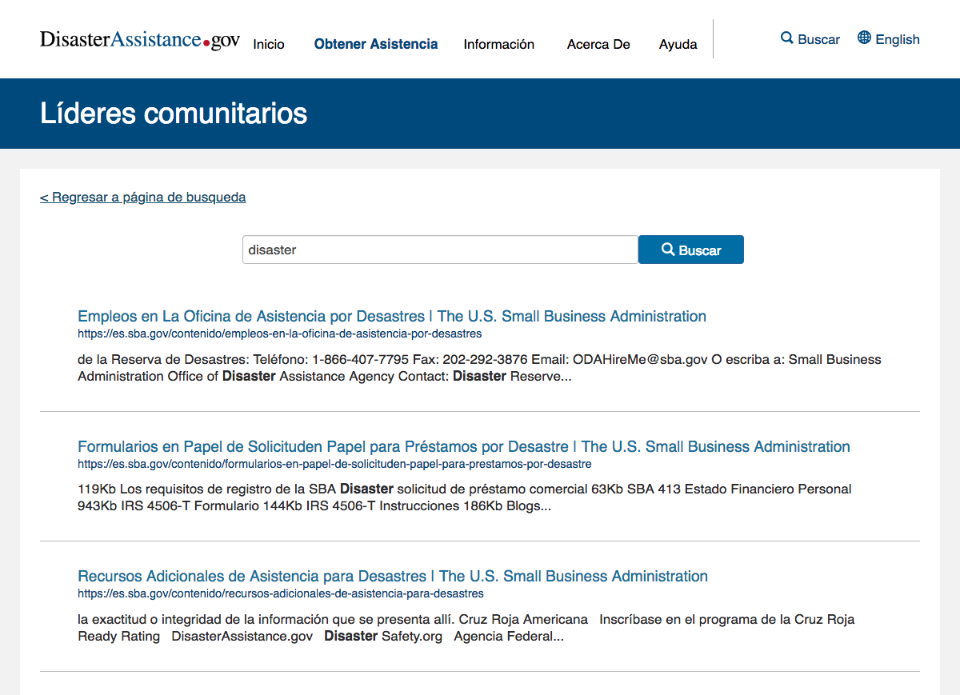 DisasterAssistance.gov Inicio Obtener Asistencia Información Acerca De Ayuda Buscar English
Líderes comunitarios
< Regresar a página de busqueda
disaster Buscar
Empleos en La Oficina de Asistencia por Desastres | The U.S. Small Business Administration
https://es.sba.gov/contenido/empleos-en-la-oficina-de-asistencia-por-desastres
de la Reserva de Desastres: Teléfono: 1-866-407-7795 Fax: 202-292-3876 Email: ODAHireMe@sba.gov O escriba a: Small Business
Administration Office of Disaster Assistance Agency Contact: Disaster Reserve...
Formularios en Papel de Solicituden Papel para Préstamos por Desastre | The U.S. Small Business Administration
https://es.sba.gov/contenido/formularios-en-papel-de-solicituden-papel-para-prestamos-por-desastre
119Kb Los requisitos de registro de la SBA Disaster solicitud de préstamo comercial 63Kb SBA 413 Estado Financiero Personal
943Kb IRS 4506-T Formulario 144Kb IRS 4506-T Instrucciones 186Kb Blogs...
Recursos Adicionales de Asistencia para Desastres | The U.S. Small Business Administration
https://es.sba.gov/contenido/recursos-adicionales-de-asistencia-para-desastres
la exactitud o integridad de la información que se presenta allí. Cruz Roja Americana Inscríbase en el programa de la Cruz Roja
Ready Rating DisasterAssistance.gov Disaster Safety.org Agencia Federal...